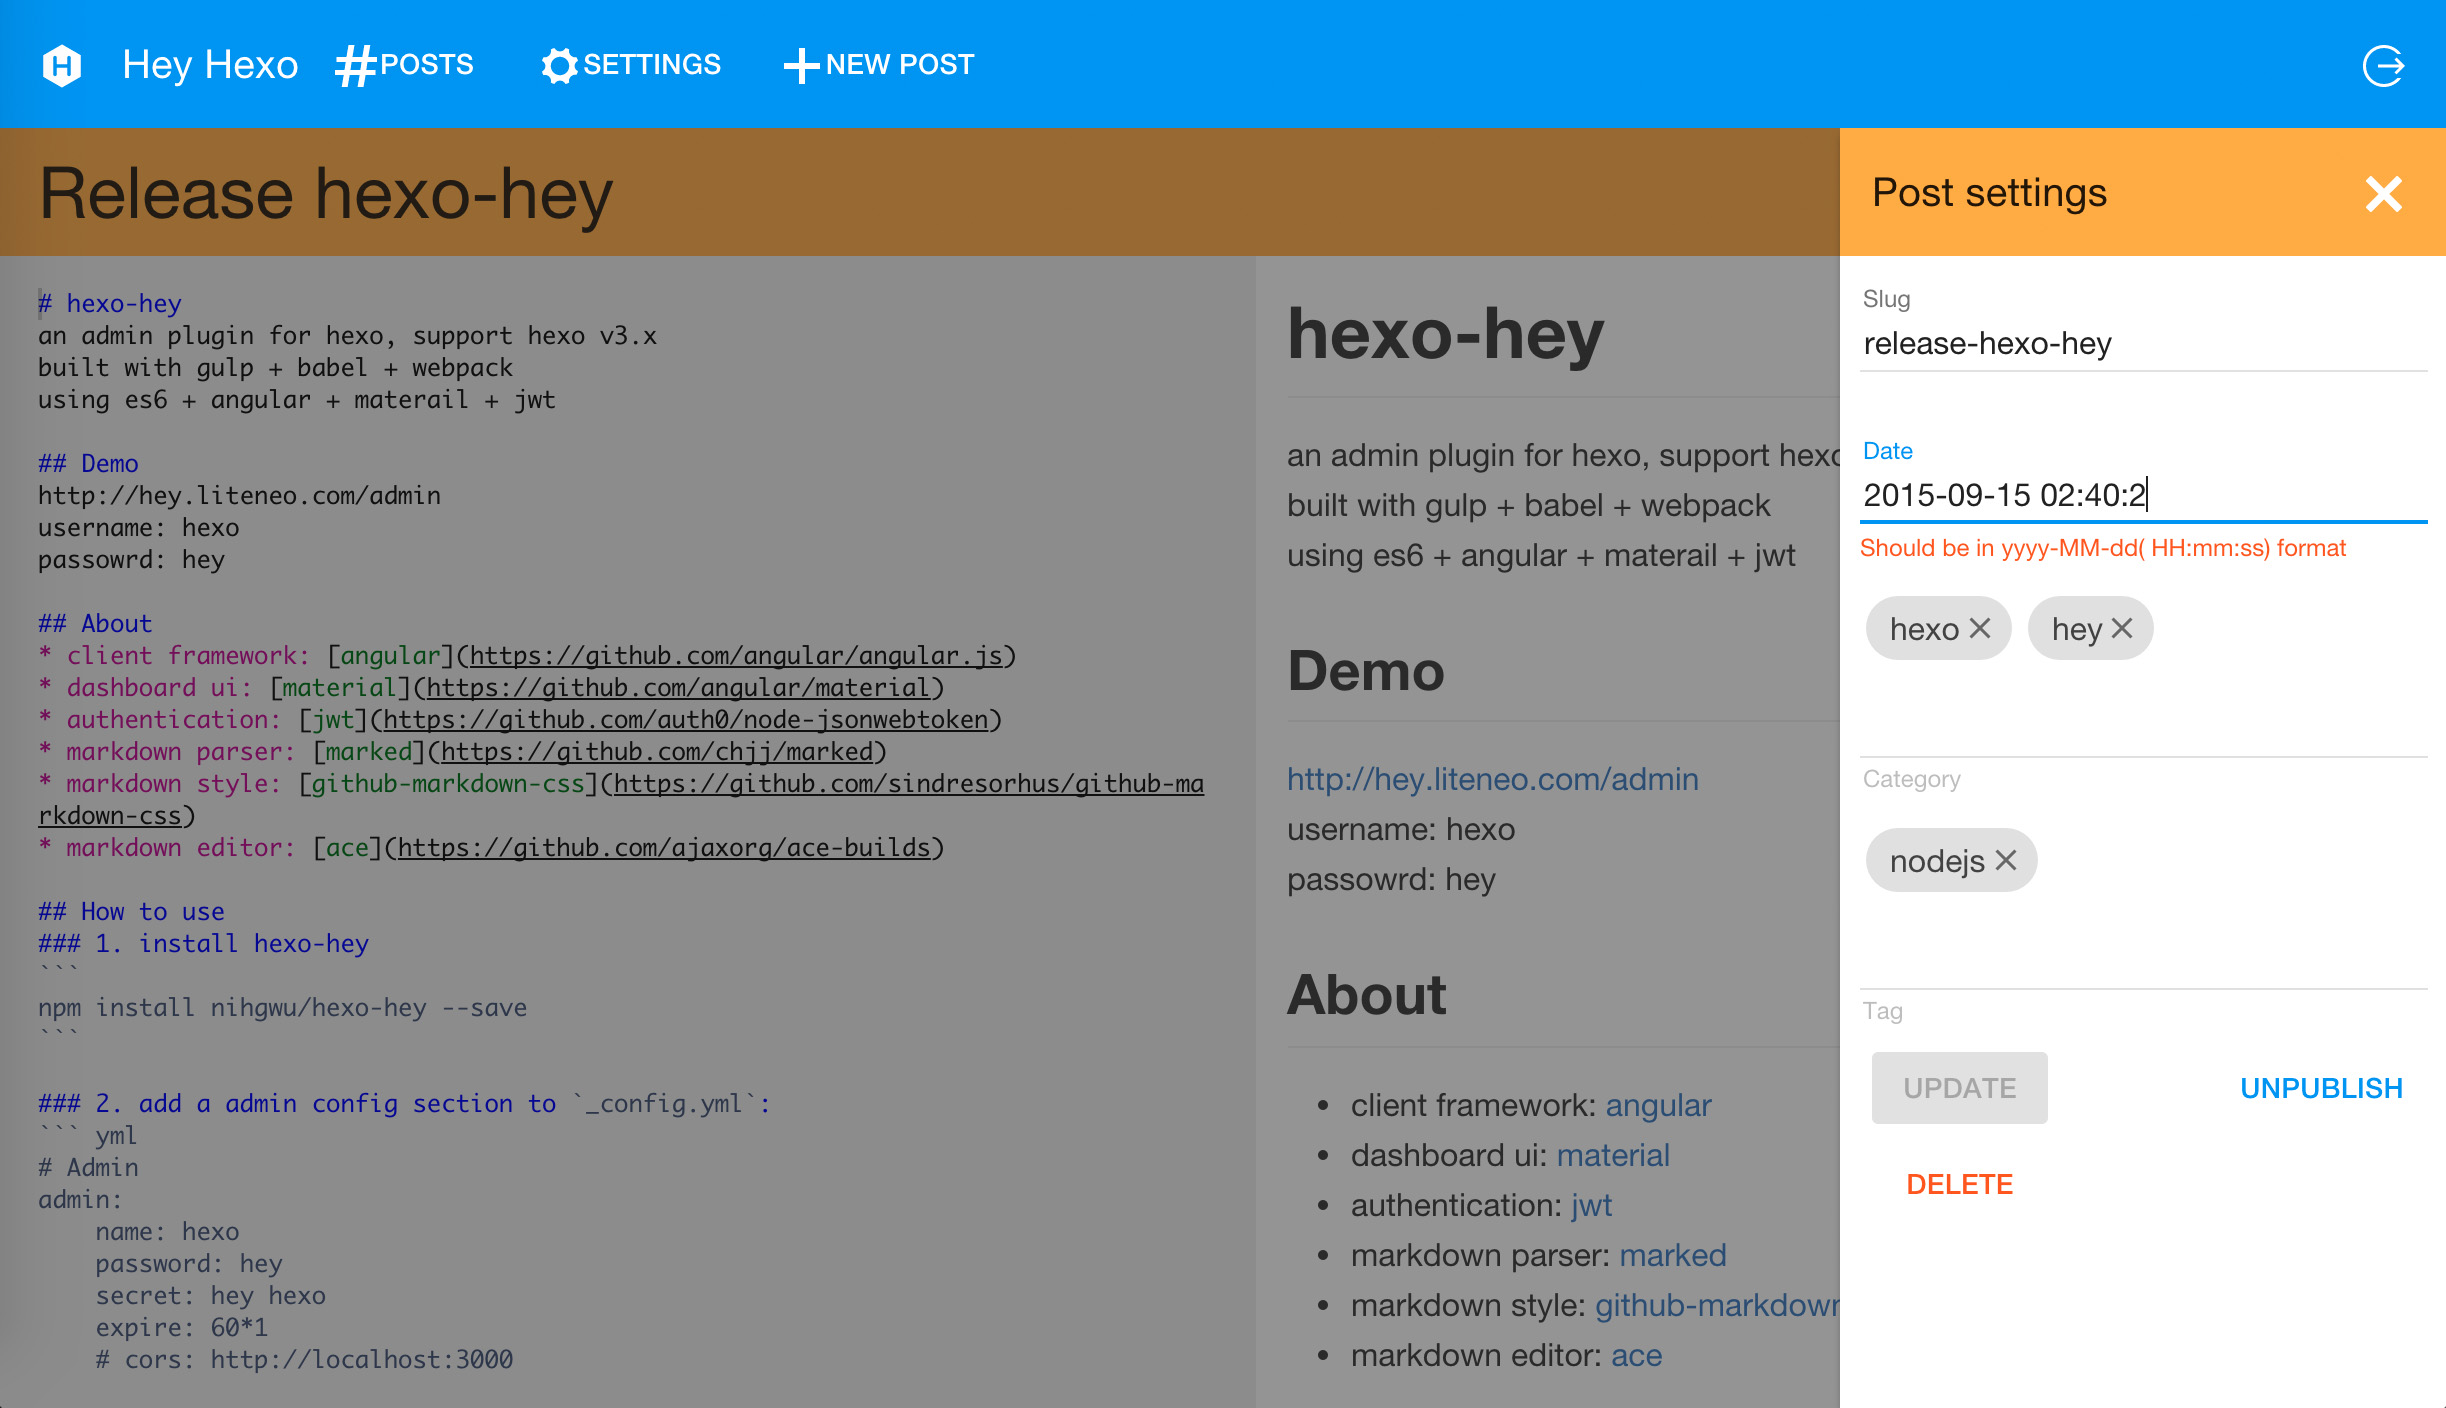 Hey Hexo
#POSTS
SETTINGS
+NEW POST
Release hexo-hey
# hexo-hey
an admin plugin for hexo, support hexo v3.x
built with gulp + babel + webpack
using es6 + angular + materail + jwt
## Demo
http://hey.liteneo.com/admin
username: hexo
passowrd: hey
## About
* client framework: [angular](https://github.com/angular/angular.js)
* dashboard ui: [material](https://github.com/angular/material)
* authentication: [jwt](https://github.com/auth0/node-jsonwebtoken)
* markdown parser: [marked](https://github.com/chjj/marked)
* markdown style: [github-markdown-css](https://github.com/sindresorhus/github-ma
rkdown-css)
* markdown editor: [ace](https://github.com/ajaxorg/ace-builds)
## How to use
### 1. install hexo-hey
```
npm install nihgwu/hexo-hey --save
```
### 2. add a admin config section to `_config.yml`:
``` yml
# Admin
admin:
    name: hexo
    password: hey
    secret: hey hexo
    expire: 60*1
    # cors: http://localhost:3000
hexo-hey
an admin plugin for hexo, support hexo
built with gulp + babel + webpack
using es6 + angular + materail + jwt
Demo
http://hey.liteneo.com/admin
username: hexo
passowrd: hey
About
• client framework: angular
• dashboard ui: material
• authentication: jwt
• markdown parser: marked
• markdown style: github-markdown
• markdown editor: ace
Post settings
Slug
release-hexo-hey
Date
2015-09-15 02:40:2
Should be in yyyy-MM-dd( HH:mm:ss) format
hexo hey
Category
nodejs
Tag
UPDATE
UNPUBLISH
DELETE